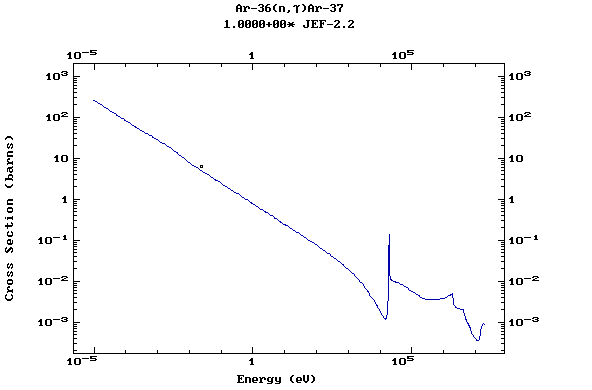 Ar-36(n,γ)Ar-37
1.0000+00* JEF-2.2
10⁻⁵ 1 10⁵
10³ 10³
10² 10²
10 10
1 1
10⁻¹ 10⁻¹
10⁻² 10⁻²
10⁻³ 10⁻³
10⁻⁵ 1 10⁵
Cross Section (barns)
Energy (eV)